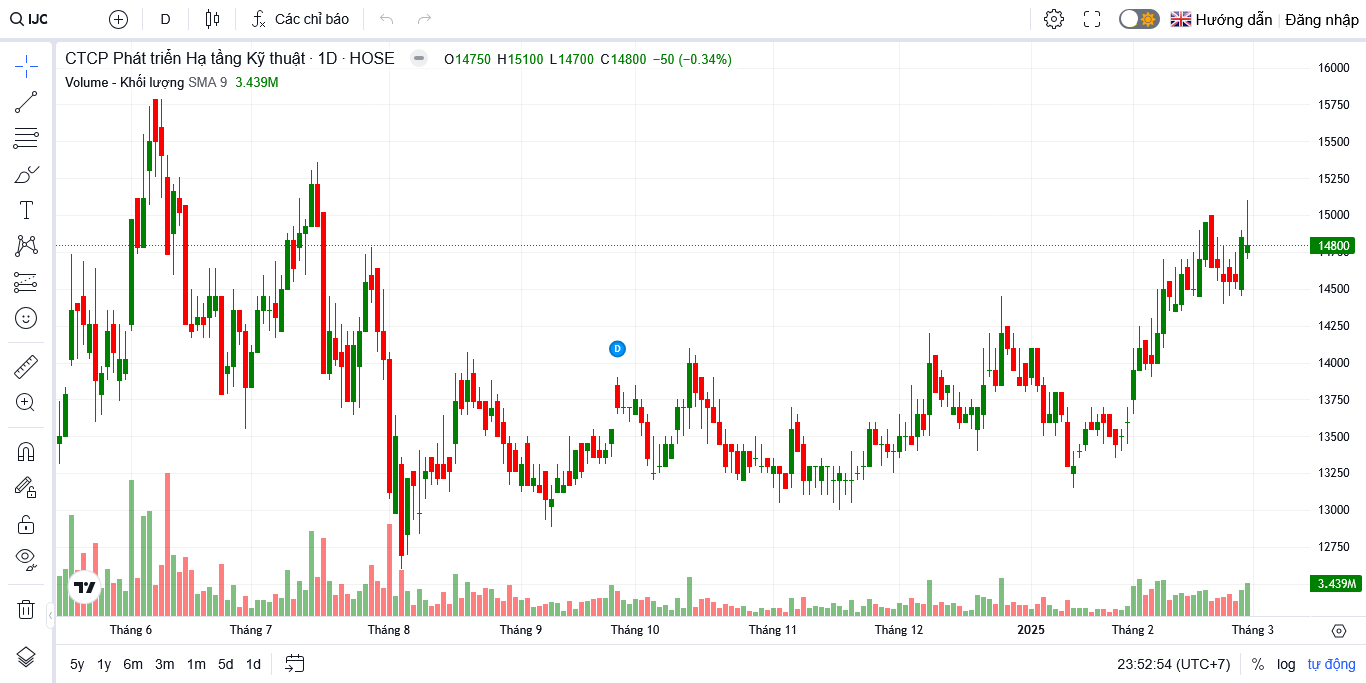 IJC D Các chỉ báo Hướng dẫn Đăng nhập
CTCP Phát triển Hạ tầng Kỹ thuật · 1D · HOSE O14750 H15100 L14700 C14800 −50 (−0.34%)
Volume - Khối lượng SMA 9 3.439M
16000
15750
15500
15250
15000
14800
14750
14500
14250
14000
D
13750
13500
13250
13000
12750
3.439M
Tháng 6 Tháng 7 Tháng 8 Tháng 9 Tháng 10 Tháng 11 Tháng 12 2025 Tháng 2 Tháng 3
5y 1y 6m 3m 1m 5d 1d 23:52:54 (UTC+7) % log tự động